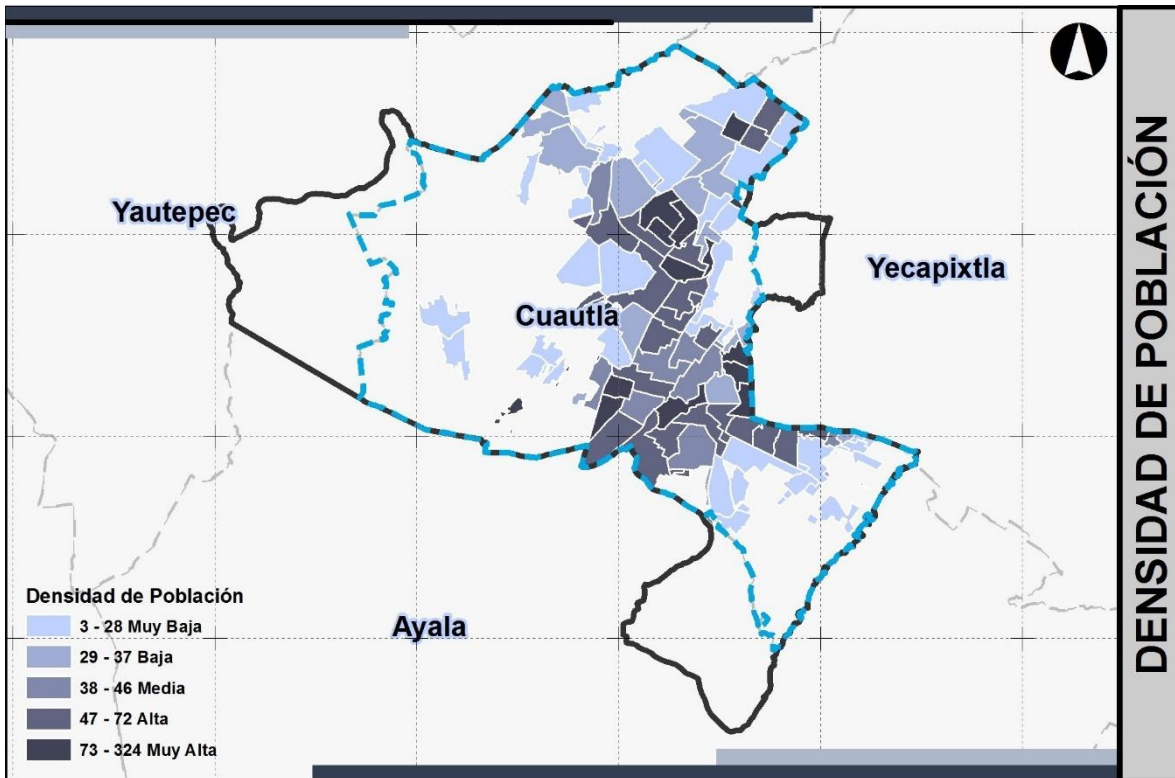 Yautepec
Yecapixtla
Cuautla
Ayala
Densidad de Población
3 - 28 Muy Baja
29 - 37 Baja
38 - 46 Media
47 - 72 Alta
73 - 324 Muy Alta
DENSIDAD DE POBLACIÓN